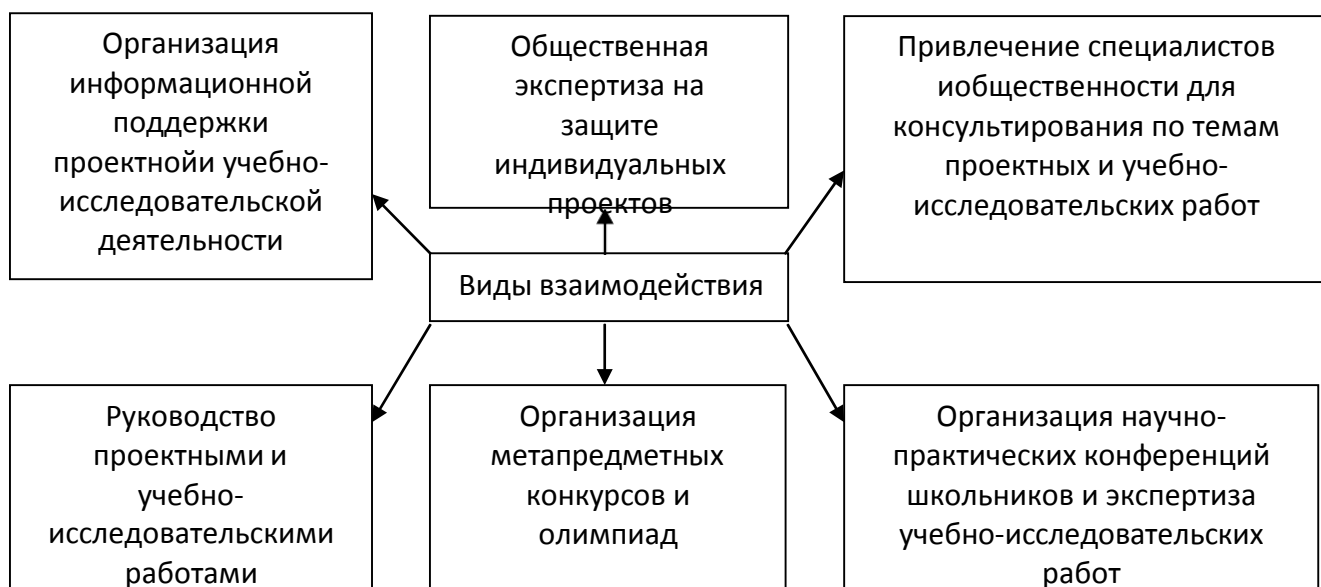 Организация
информационной
поддержки
проектнойи учебно-
исследовательской
деятельности
Общественная
экспертиза на
защите
индивидуальных
проектов
Привлечение специалистов
иобщественности для
консультирования по темам
проектных и учебно-
исследовательских работ
Виды взаимодействия
Руководство
проектными и
учебно-
исследовательскими
работами
Организация
метапредметных
конкурсов и
олимпиад
Организация научно-
практических конференций
школьников и экспертиза
учебно-исследовательских
работ